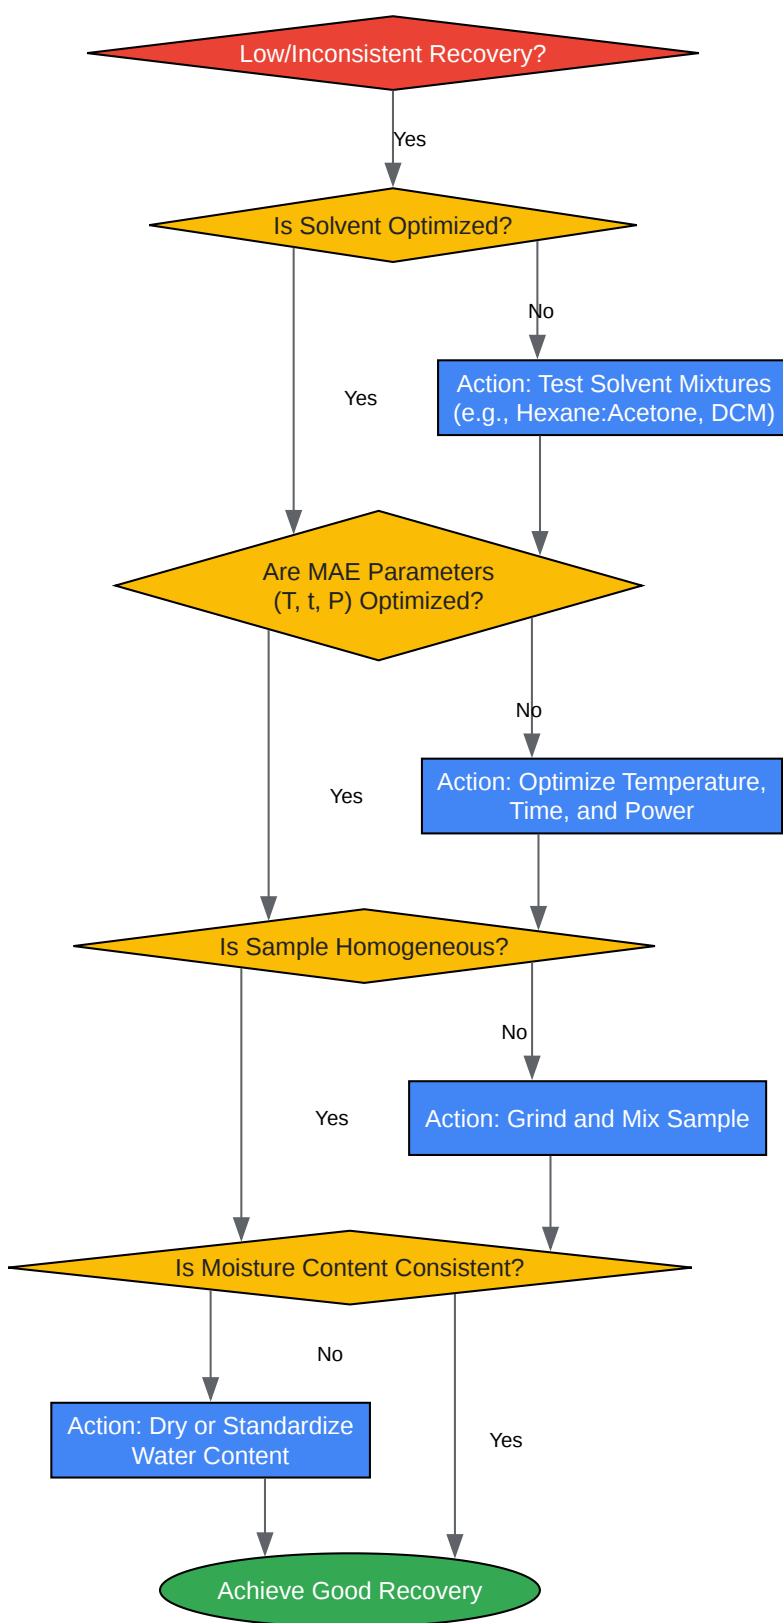 Low/Inconsistent Recovery?
Yes
Is Solvent Optimized?
No
Action: Test Solvent Mixtures
(e.g., Hexane:Acetone, DCM)
Yes
Are MAE Parameters
(T, t, P) Optimized?
No
Action: Optimize Temperature,
Time, and Power
Yes
Is Sample Homogeneous?
No
Action: Grind and Mix Sample
Yes
Is Moisture Content Consistent?
No
Action: Dry or Standardize
Water Content
Yes
Achieve Good Recovery